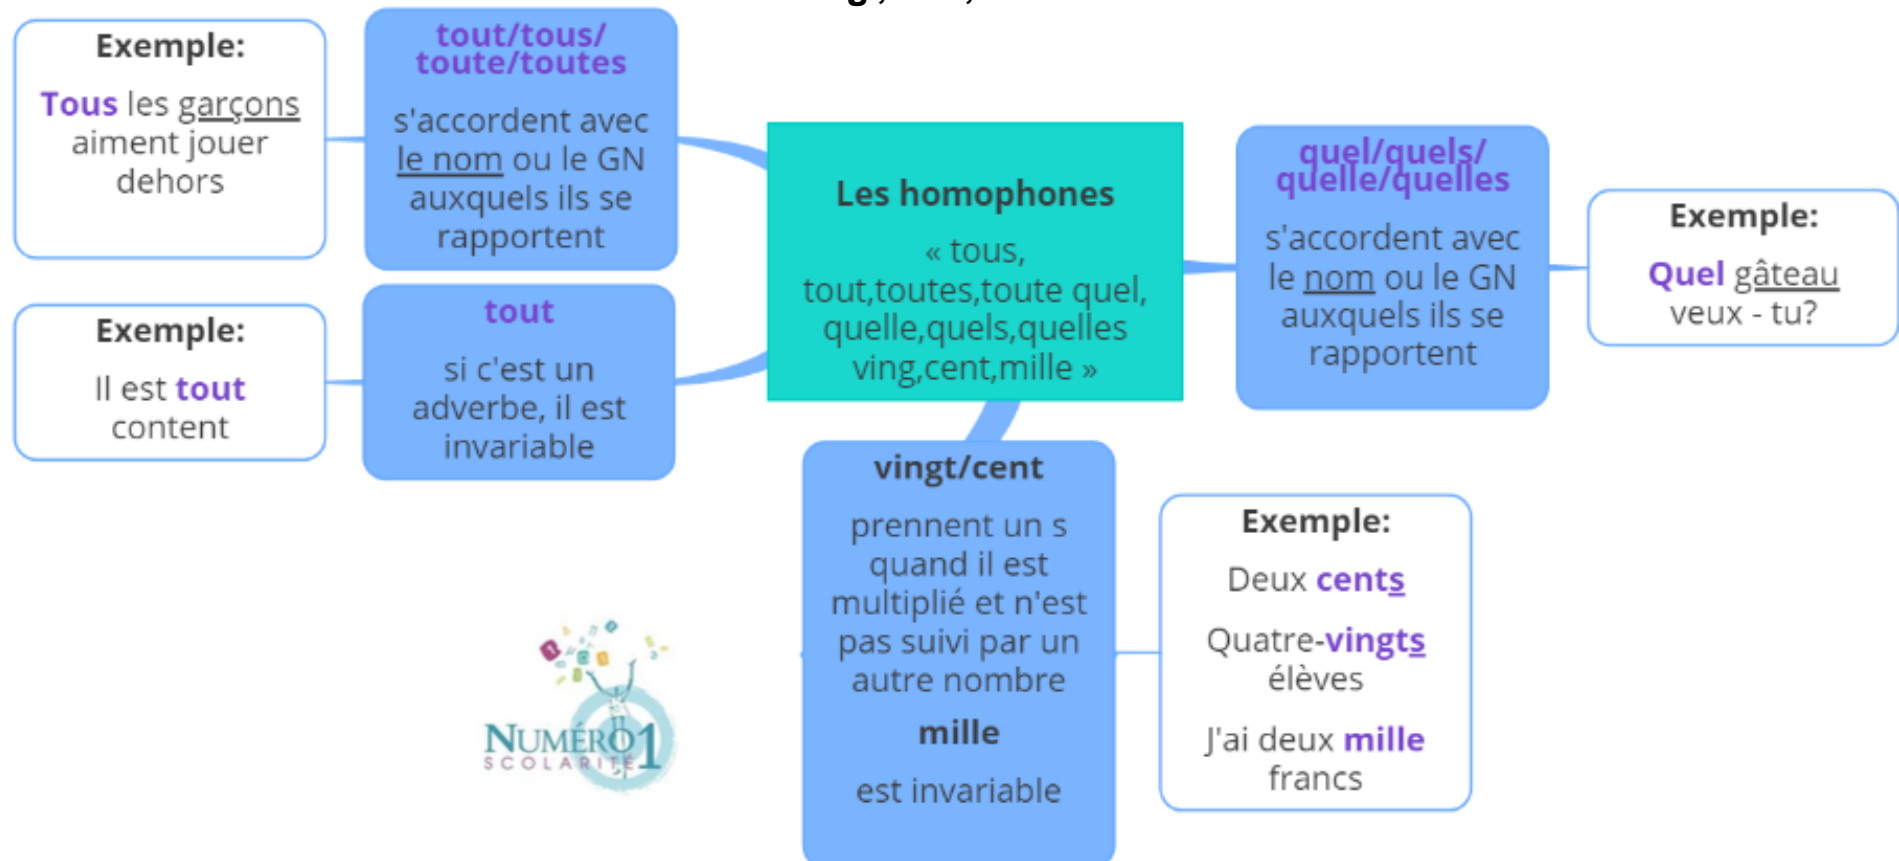 Exemple:
Tous les garçons
aiment jouer
dehors
tout/tous/
toute/toutes
s'accordent avec
le nom ou le GN
auxquels ils se
rapportent
Exemple:
Il est tout
content
tout
si c'est un
adverbe, il est
invariable
Les homophones
« tous,
tout,toutes,toute quel,
quelle,quels,quelles
ving,cent,mille »
quel/quels/
quelle/quelles
s'accordent avec
le nom ou le GN
auxquels ils se
rapportent
Exemple:
Quel gâteau
veux - tu?
vingt/cent
prennent un s
quand il est
multiplié et n'est
pas suivi par un
autre nombre
mille
est invariable
Exemple:
Deux cents
Quatre-vingts
élèves
J'ai deux mille
francs
NUMÉRO1
SCOLARITÉ